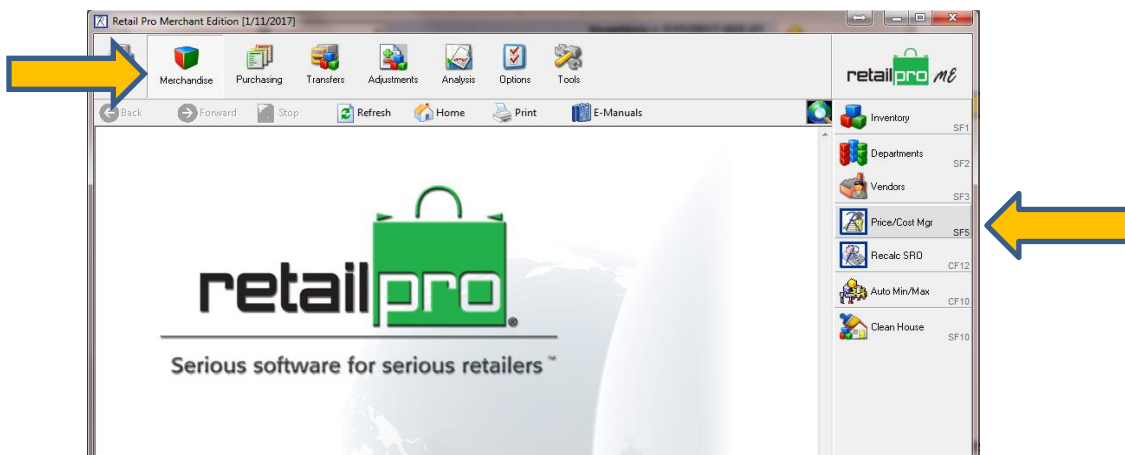 Retail Pro Merchant Edition [1/11/2017]
Merchandise Purchasing Transfers Adjustments Analysis Options Tools
retailpro ME
Back Forward Stop Refresh Home Print E-Manuals
Inventory SF1
Departments SF2
Vendors SF3
Price/Cost Mgr SF5
Recalc SRO CF12
Auto Min/Max CF10
Clean House SF10
retailpro®
Serious software for serious retailers ™